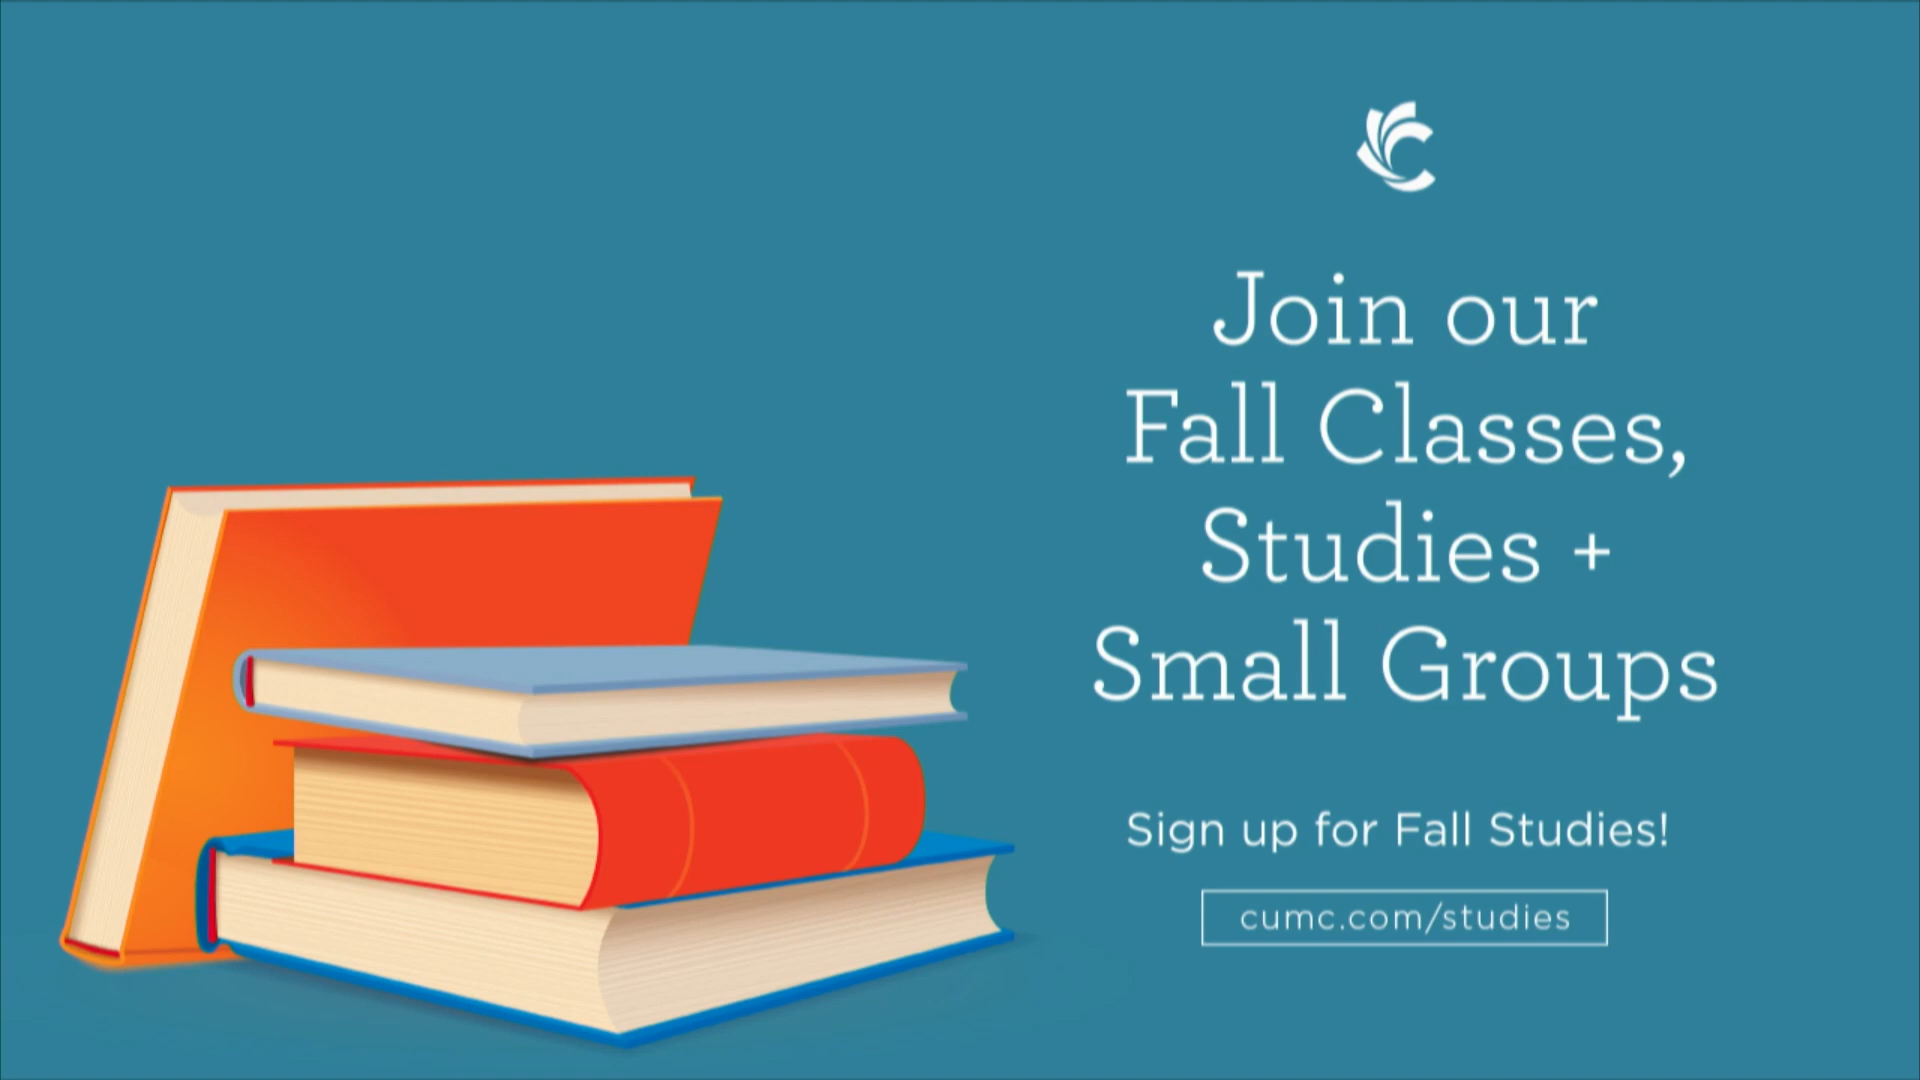 Join our
Fall Classes,
Studies +
Small Groups
Sign up for Fall Studies!
cumc.com/studies